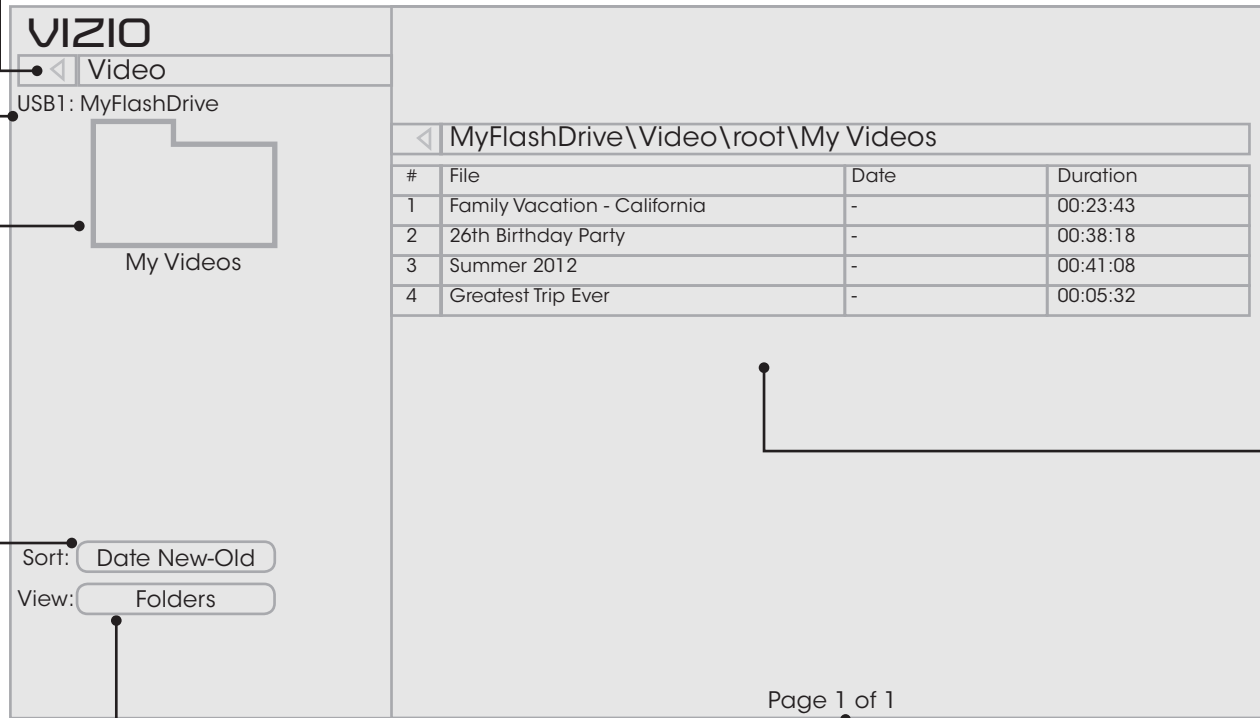 VIZIO
Video
USB1: MyFlashDrive
My Videos
Sort: Date New-Old
View: Folders
MyFlashDrive\Video\root\My Videos
# File Date Duration
1 Family Vacation - California - 00:23:43
2 26th Birthday Party - 00:38:18
3 Summer 2012 - 00:41:08
4 Greatest Trip Ever - 00:05:32
Page 1 of 1